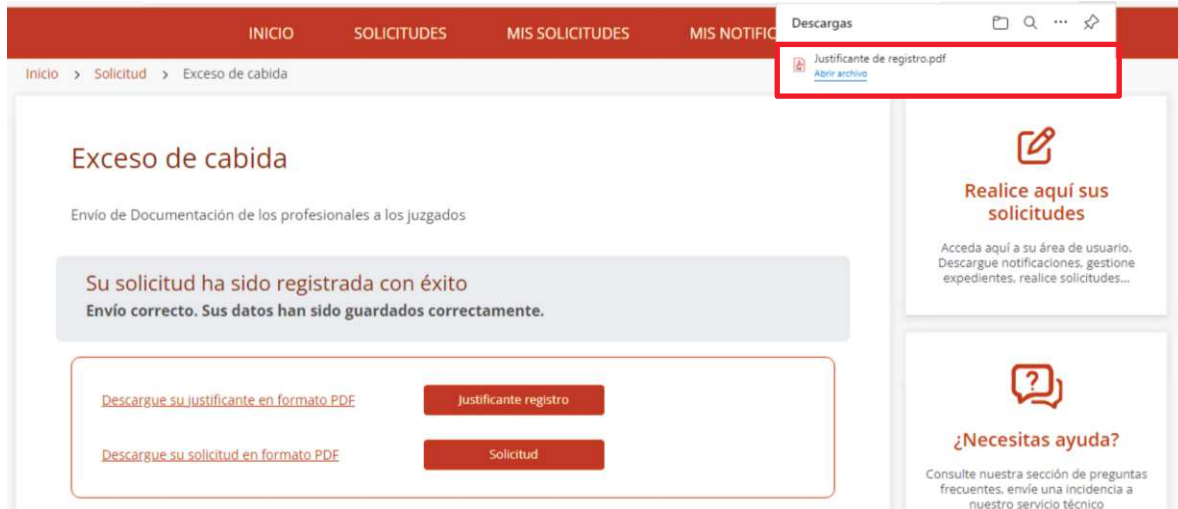 INICIO SOLICITUDES MIS SOLICITUDES MIS NOTIFIC
Descargas
Justificante de registro.pdf
Abrir archivo
Inicio > Solicitud > Exceso de cabida
Exceso de cabida
Envío de Documentación de los profesionales a los juzgados
Su solicitud ha sido registrada con éxito
Envío correcto. Sus datos han sido guardados correctamente.
Descargue su justificante en formato PDF
Justificante registro
Descargue su solicitud en formato PDF
Solicitud
Realice aquí sus
solicitudes
Acceda aquí a su área de usuario.
Descargue notificaciones, gestione
expedientes, realice solicitudes...
¿Necesitas ayuda?
Consulte nuestra sección de preguntas
frecuentes, envíe una incidencia a
nuestro servicio técnico